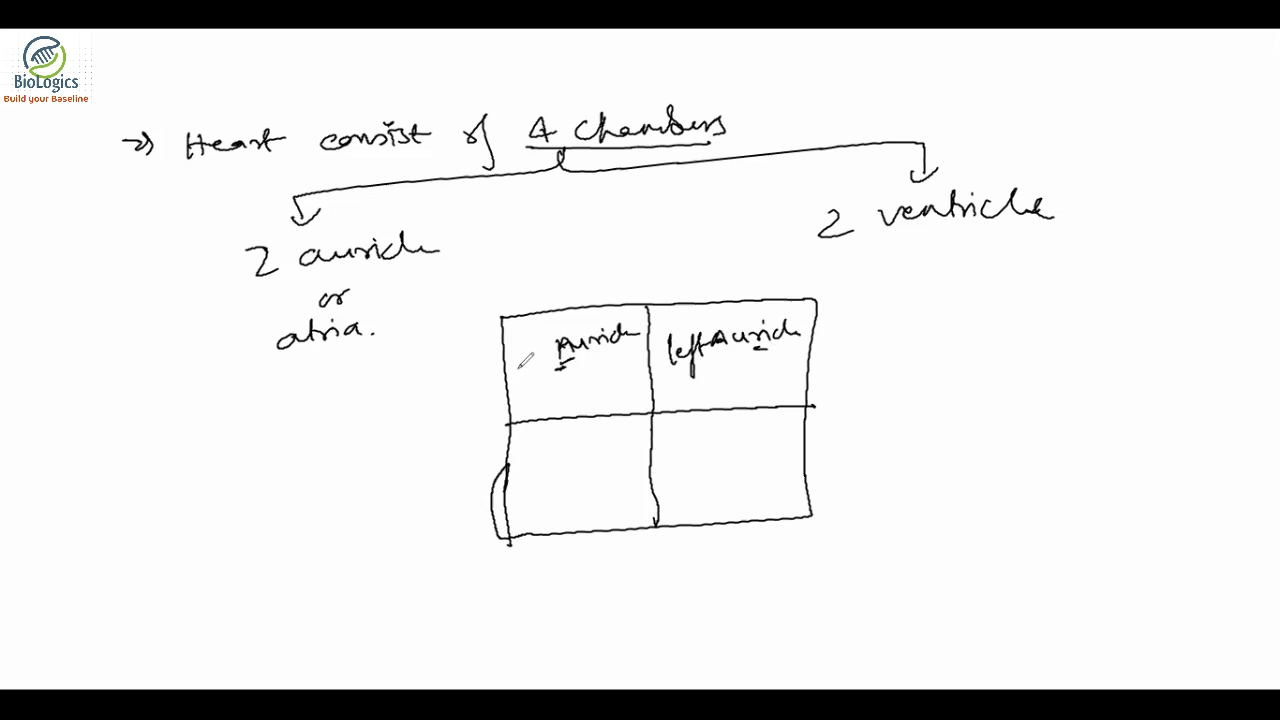 BioLogics
Build your Baseline
Heart consist of 4 Chambers
2 auricle
2 ventricle
or
atria.
Auricle
left Auricle